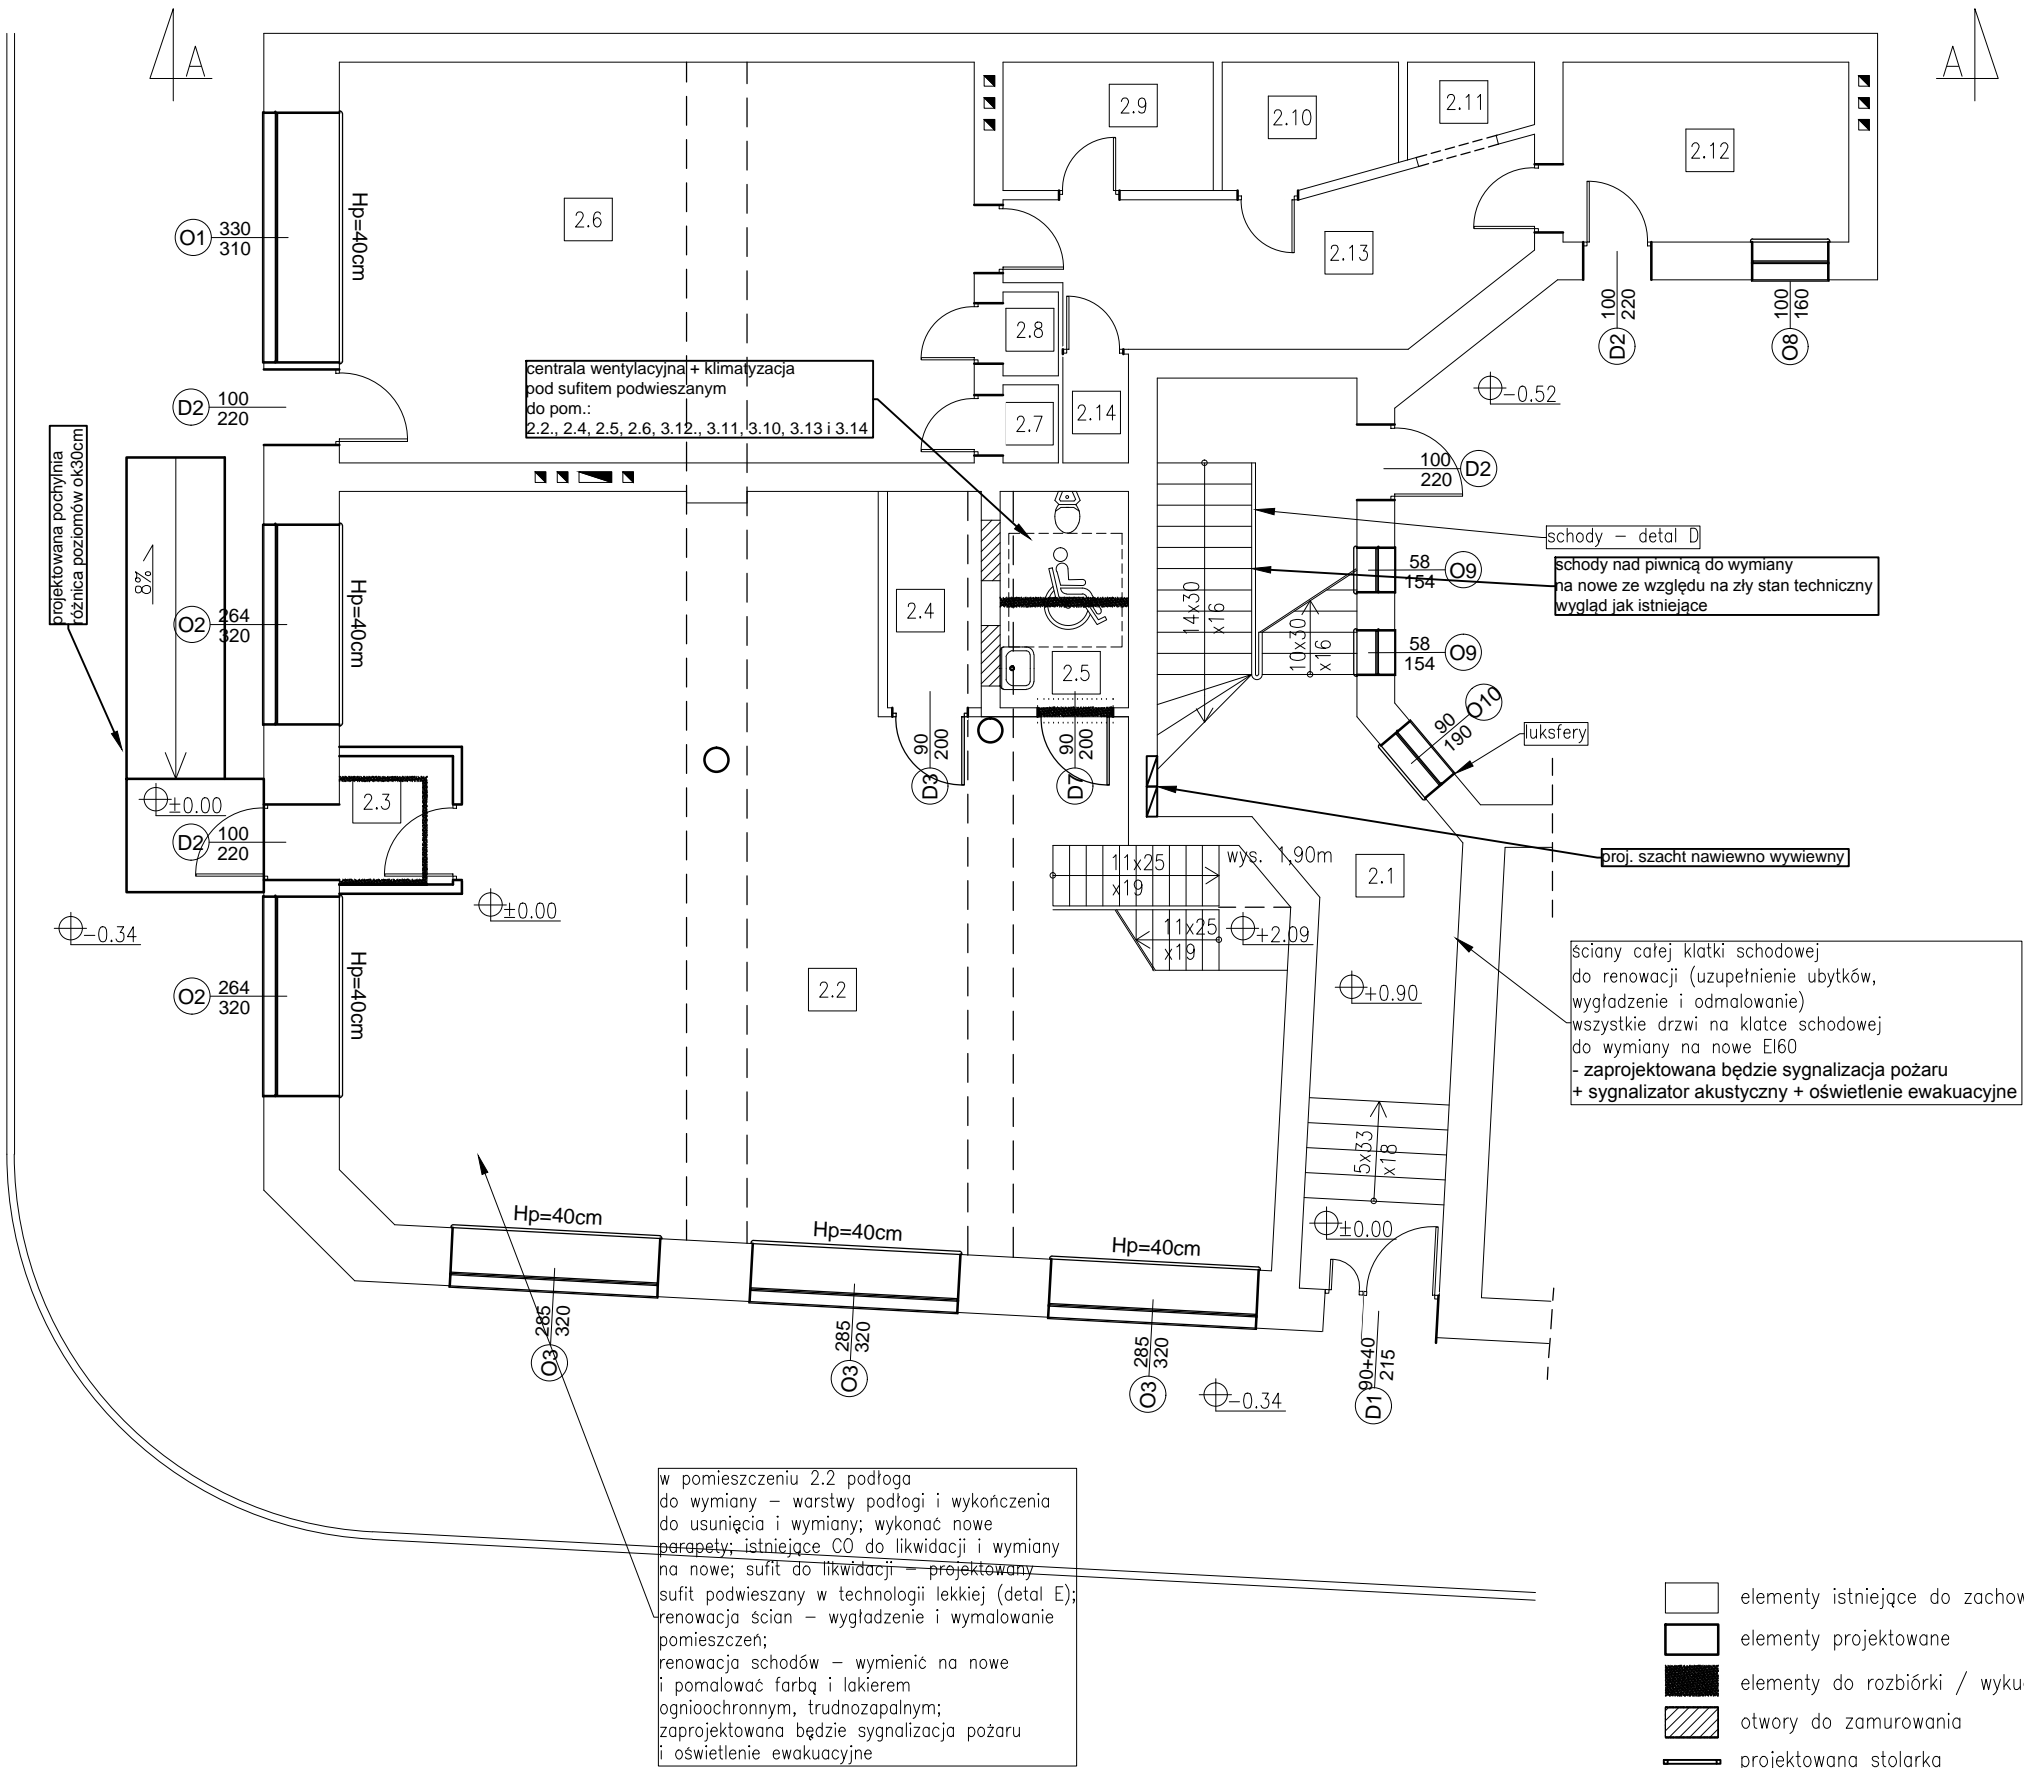 A
A
2.9
2.10
2.11
2.12
2.6
2.13
O1 330
310
Hp=40cm
2.8
100
220
D2
100
160
O8
centrala wentylacyjna + klimatyzacja
pod sufitem podwieszanym
do pom.:
2.2., 2.4, 2.5, 2.6, 3.12., 3.11, 3.10, 3.13 i 3.14
-0.52
D2 100
220
2.7
2.14
100
220
D2
projektowana pochylnia
różnica poziomów ok30cm
8%
schody – detal D
schody nad piwnicą do wymiany
na nowe ze względu na zły stan techniczny
wygląd jak istniejące
58
154
O9
O2 264
320
Hp=40cm
2.4
14x30
x16
10x30
x16
58
154
O9
2.5
90
190
O10
luksfery
90
200
D3
90
200
D7
±0.00
2.3
D2 100
220
proj. szacht nawiewno wywiewny
11x25
x19
wys. 1,90m
2.1
±0.00
-0.34
11x25
x19
+2.09
ściany całej klatki schodowej
do renowacji (uzupełnienie ubytków,
wygładzenie i odmalowanie)
wszystkie drzwi na klatce schodowej
do wymiany na nowe EI60
- zaprojektowana będzie sygnalizacja pożaru
+ sygnalizator akustyczny + oświetlenie ewakuacyjne
O2 264
320
Hp=40cm
2.2
+0.90
5x33
x18
±0.00
Hp=40cm
Hp=40cm
Hp=40cm
285
320
O3
285
320
O3
285
320
O3
90+40
215
D1
-0.34
w pomieszczeniu 2.2 podłoga
do wymiany – warstwy podłogi i wykończenia
do usunięcia i wymiany; wykonać nowe
parapety; istniejące CO do likwidacji i wymiany
na nowe; sufit do likwidacji – projektowany
sufit podwieszany w technologii lekkiej (detal E);
renowacja ścian – wygładzenie i wymalowanie
pomieszczeń;
renowacja schodów – wymienić na nowe
i pomalować farbą i lakierem
ognioochronnym, trudnozapalnym;
zaprojektowana będzie sygnalizacja pożaru
i oświetlenie ewakuacyjne
elementy istniejące do zachow
elementy projektowane
elementy do rozbiórki / wyku
otwory do zamurowania
projektowana stolarka